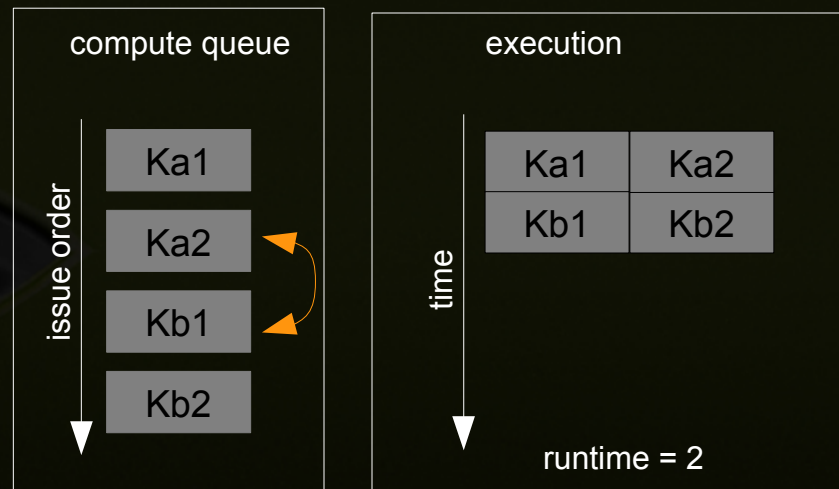 compute queue
issue order
Ka1
Ka2
Kb1
Kb2
execution
time
Ka1 Ka2
Kb1 Kb2
runtime = 2